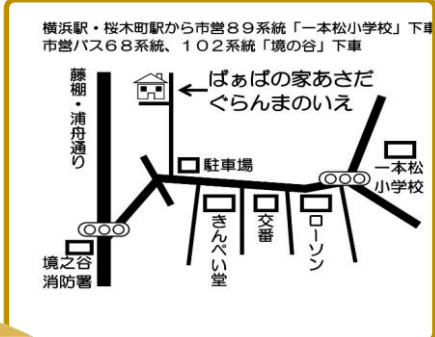 横浜駅・桜木町駅から市営８９系統「一本松小学校」下車
市営バス６８系統、１０２系統「境の谷」下車
藤棚・浦舟通り
ばぁばの家あさだ
ぐらんまのいえ
駐車場
一本松
小学校
きんぺい堂
交番
ローソン
境之谷
消防署